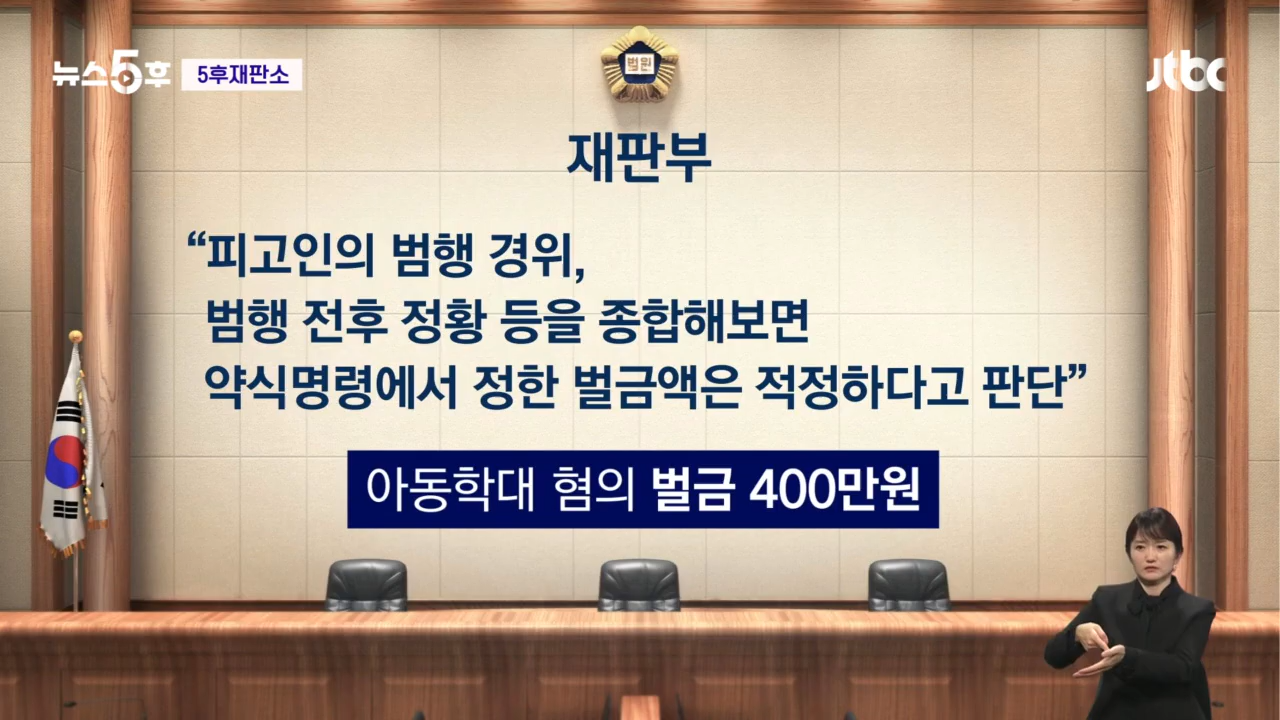 뉴스5후 5후재판소
jtbc
법원
재판부
“피고인의 범행 경위,
범행 전후 정황 등을 종합해보면
약식명령에서 정한 벌금액은 적정하다고 판단”
아동학대 혐의 벌금 400만원